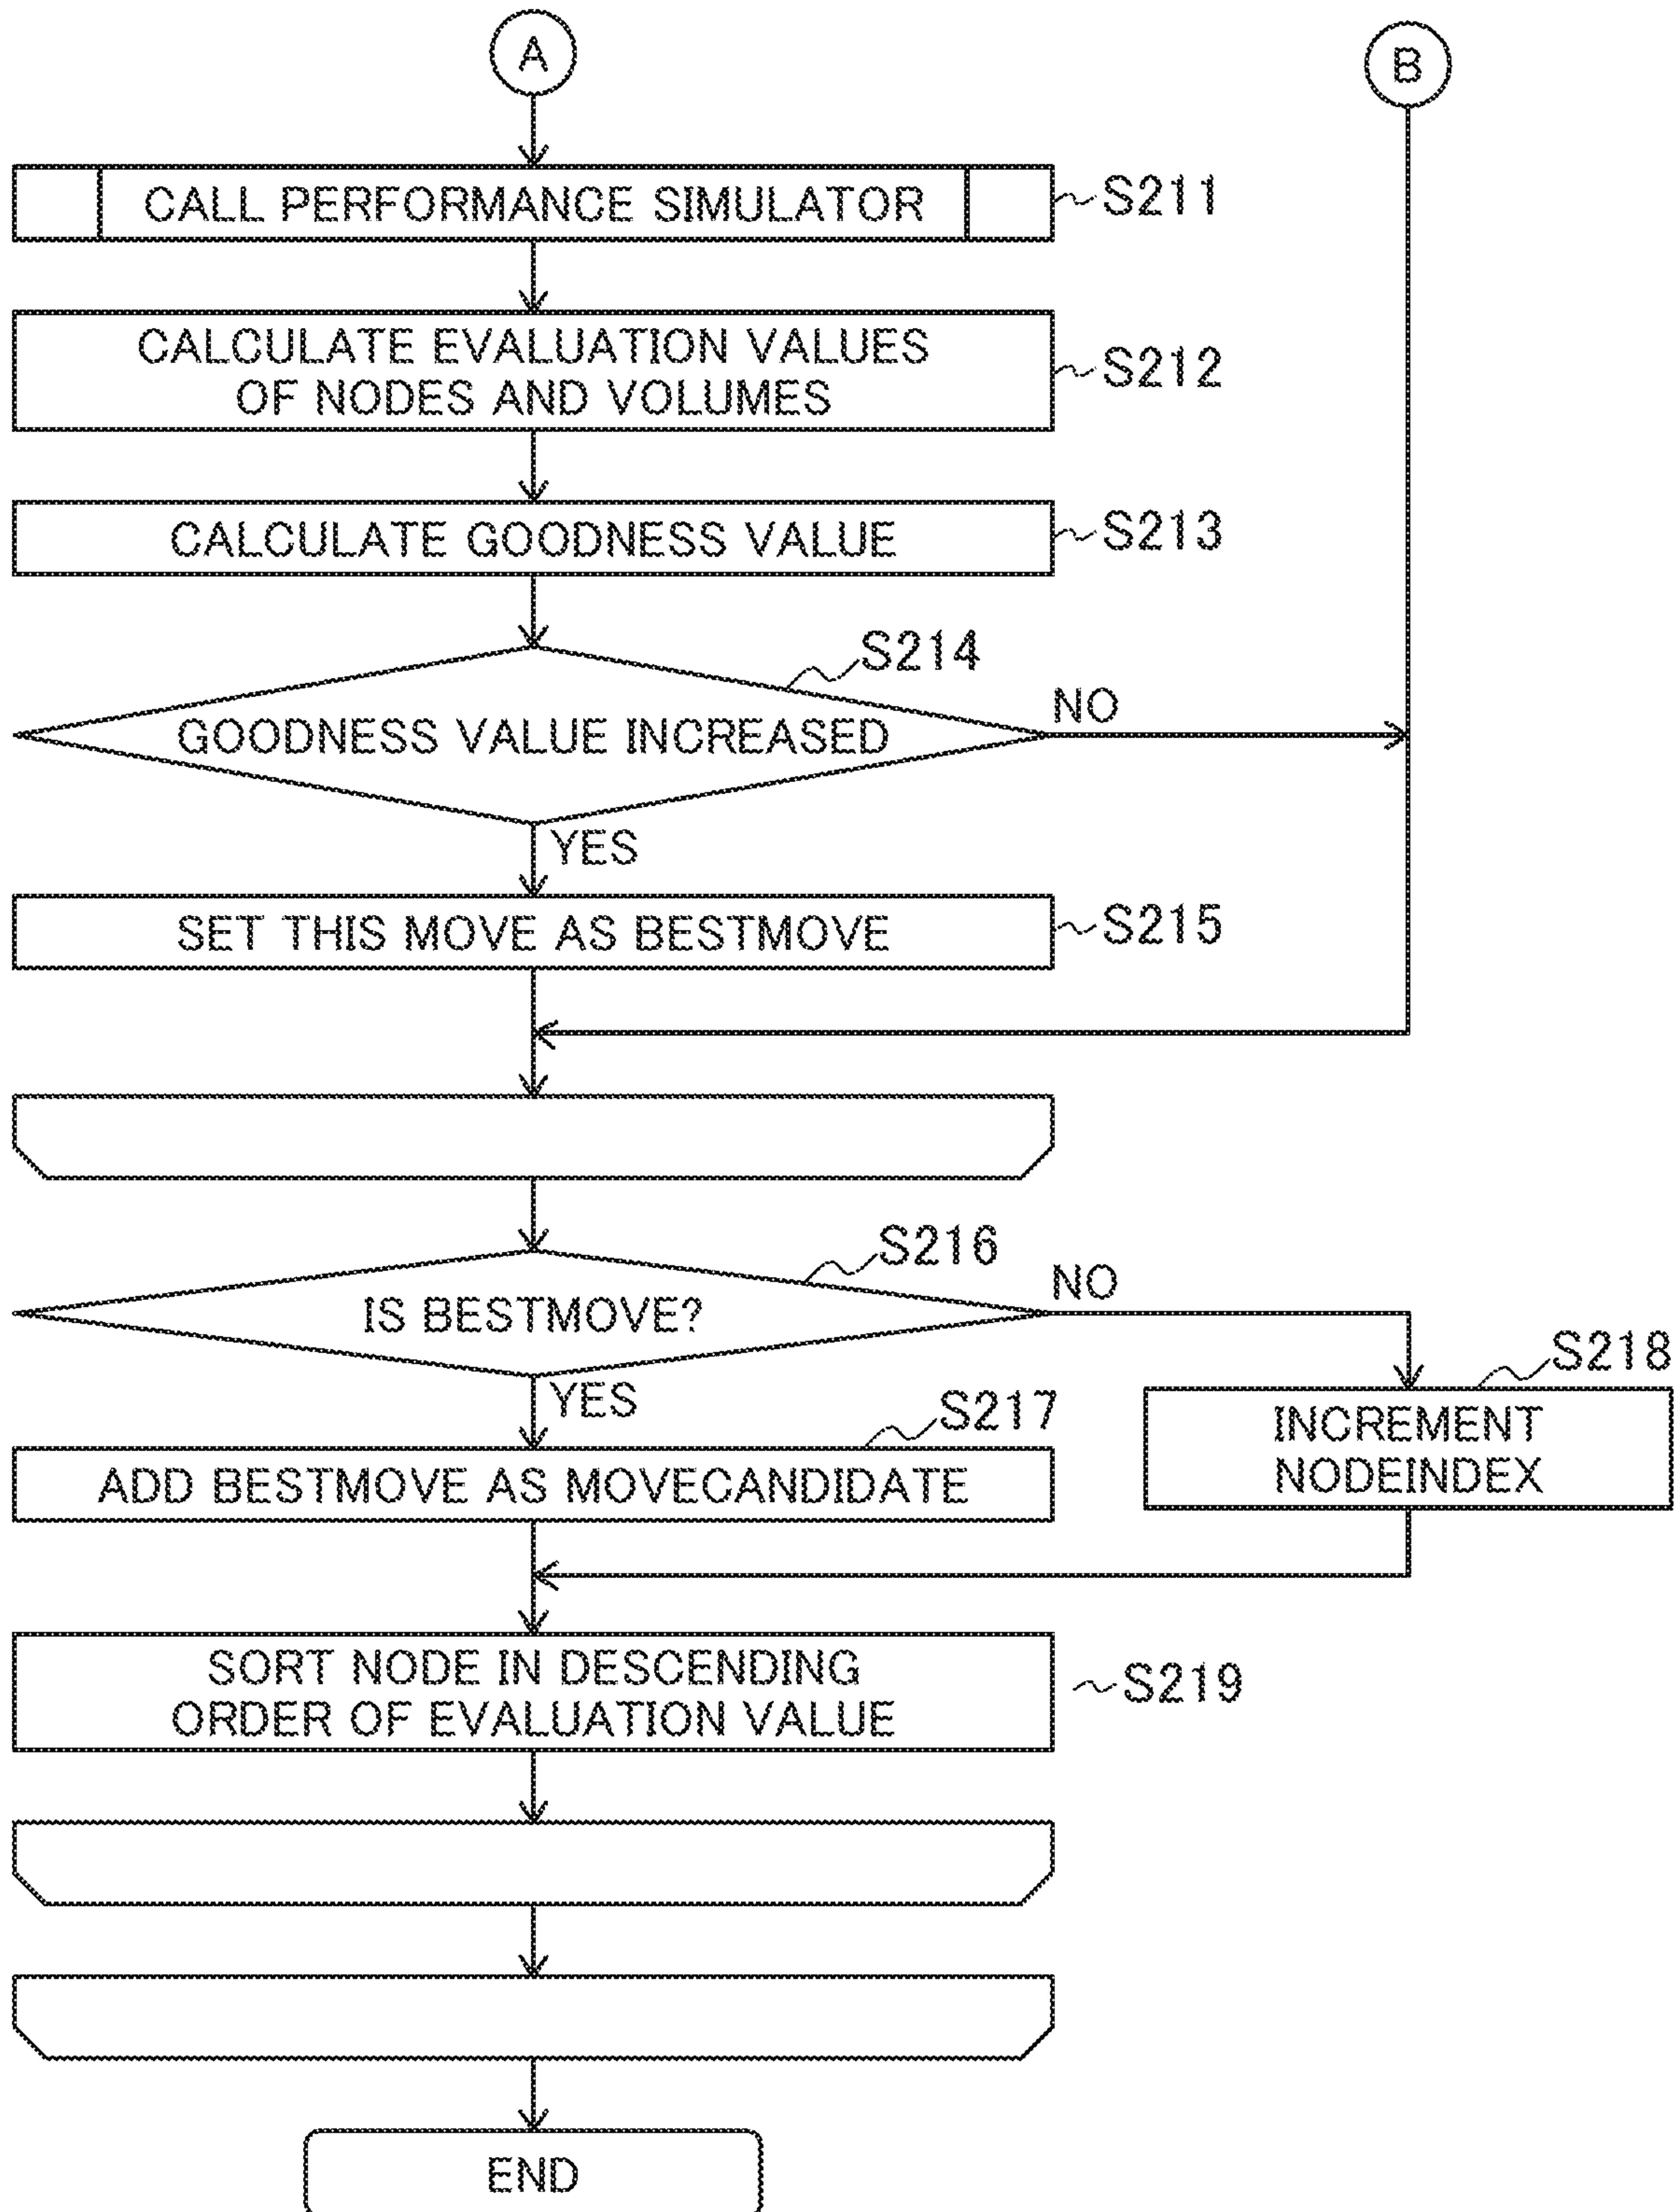 A
B
CALL PERFORMANCE SIMULATOR
S211
CALCULATE EVALUATION VALUES
OF NODES AND VOLUMES
S212
CALCULATE GOODNESS VALUE
S213
S214
GOODNESS VALUE INCREASED
NO
YES
SET THIS MOVE AS BESTMOVE
S215
S216
IS BESTMOVE?
NO
YES
S218
INCREMENT
NODEINDEX
S217
ADD BESTMOVE AS MOVECANDIDATE
SORT NODE IN DESCENDING
ORDER OF EVALUATION VALUE
S219
END